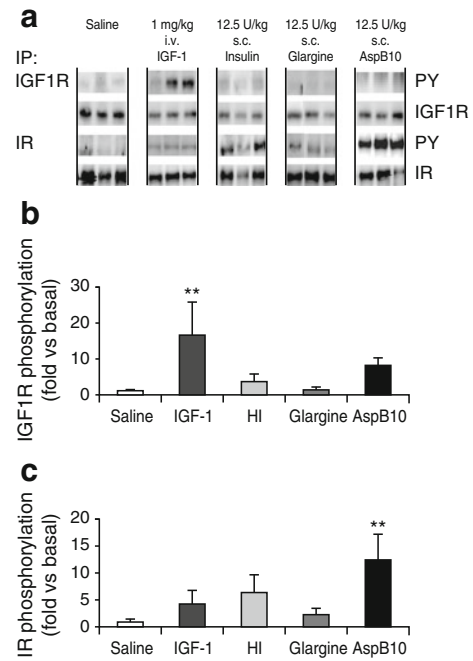 a
Saline
1 mg/kg i.v. IGF-1
12.5 U/kg s.c. Insulin
12.5 U/kg s.c. Glargine
12.5 U/kg s.c. AspB10
IP:
IGF1R
PY
IGF1R
IR
PY
IR
b
IGF1R phosphorylation (fold vs basal)
30
20
10
0
**
Saline IGF-1 HI Glargine AspB10
c
IR phosphorylation (fold vs basal)
20
15
10
5
0
**
Saline IGF-1 HI Glargine AspB10